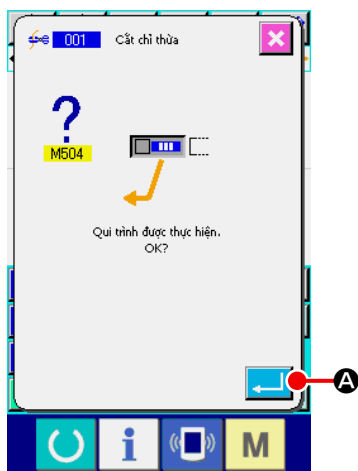 001 Cắt chỉ thừa
?
M504
Qui trình được thực hiện.
OK?
A
i M